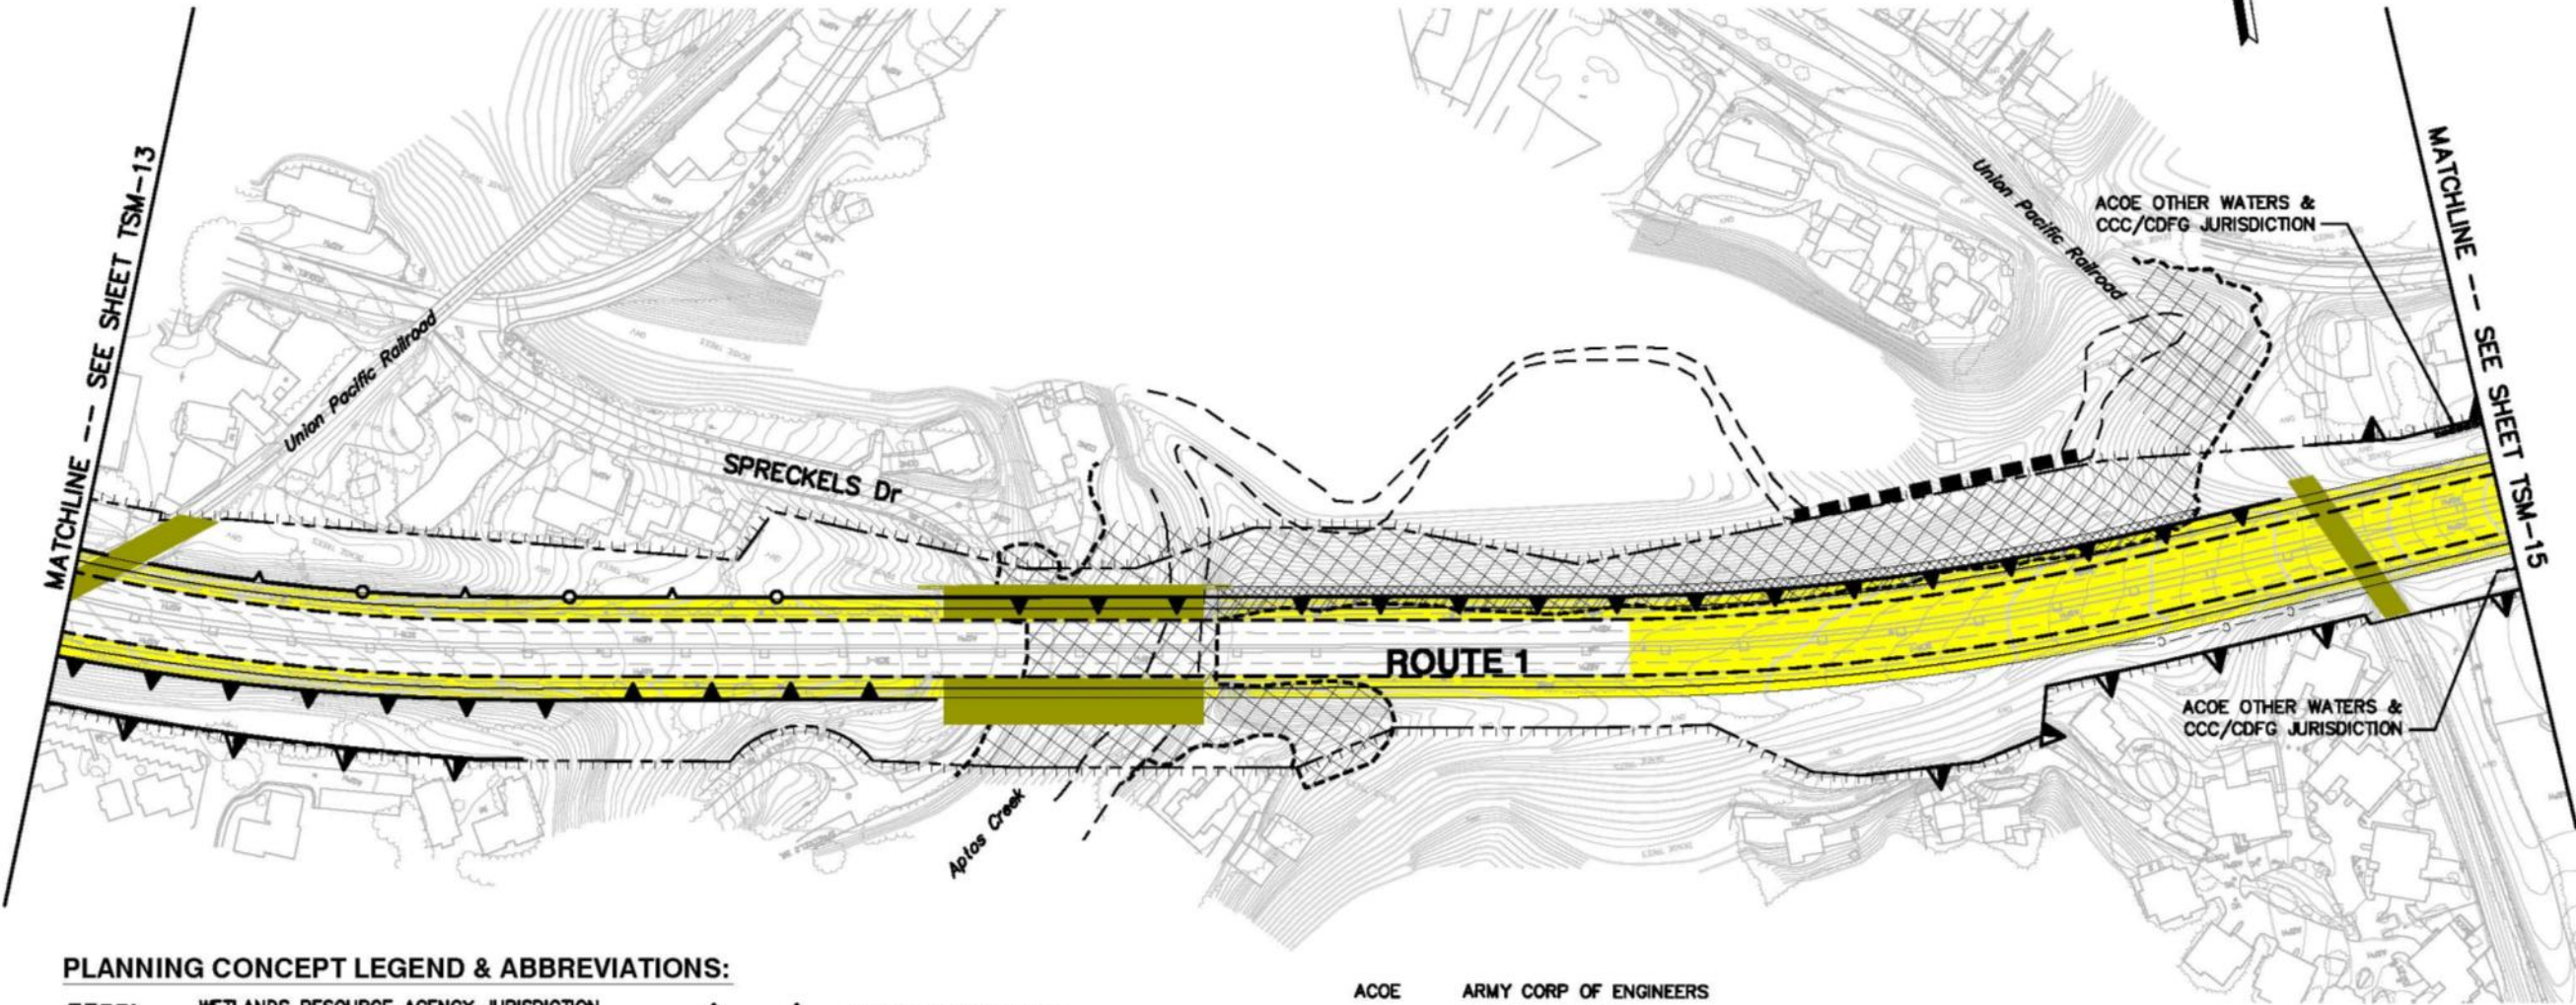 MATCHLINE -- SEE SHEET TSM-13
Union Pacific Railroad
SPRECKELS Dr
Union Pacific Railroad
ACOE OTHER WATERS &
CCC/CDFG JURISDICTION
MATCHLINE -- SEE SHEET TSM-15
ROUTE 1
ACOE OTHER WATERS &
CCC/CDFG JURISDICTION
Aptos Creek
PLANNING CONCEPT LEGEND & ABBREVIATIONS:
WETLANDS RESOURCE AGENCY JURISDICTION
ACOE ARMY CORP OF ENGINEERS